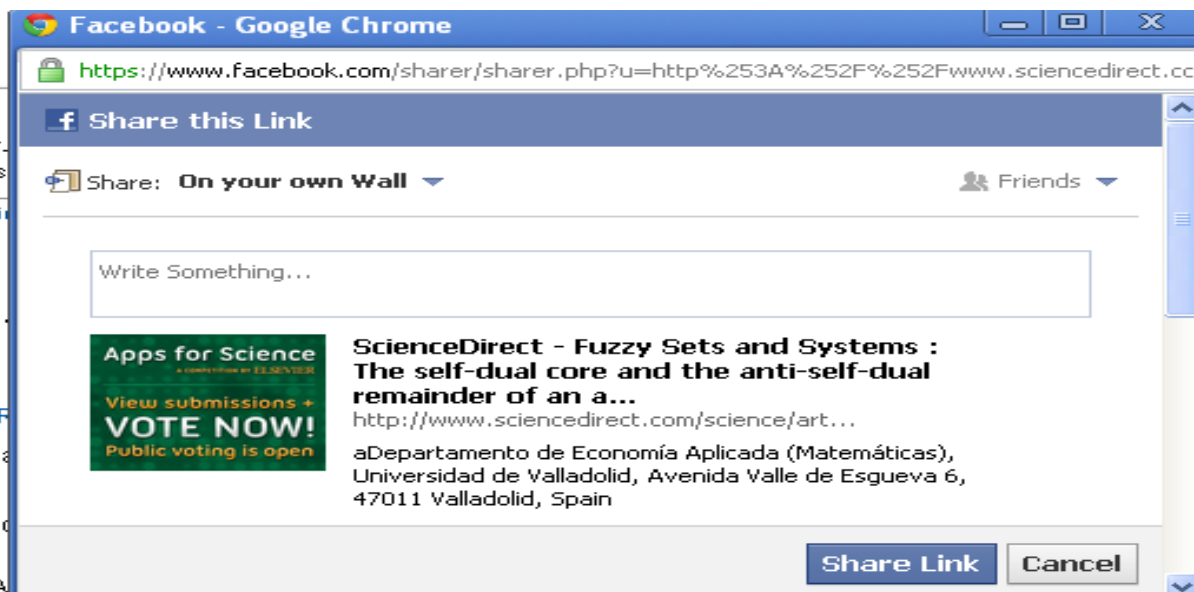 Facebook - Google Chrome
https://www.facebook.com/sharer/sharer.php?u=http%253A%252F%252Fwww.sciencedirect.cc
f Share this Link
Share: On your own Wall
Friends
Write Something...
Apps for Science
A COMPETITION BY ELSEVIER
View submissions +
VOTE NOW!
Public voting is open
ScienceDirect - Fuzzy Sets and Systems :
The self-dual core and the anti-self-dual
remainder of an a...
http://www.sciencedirect.com/science/art...
aDepartamento de Economía Aplicada (Matemáticas),
Universidad de Valladolid, Avenida Valle de Esgueva 6,
47011 Valladolid, Spain
Share Link
Cancel